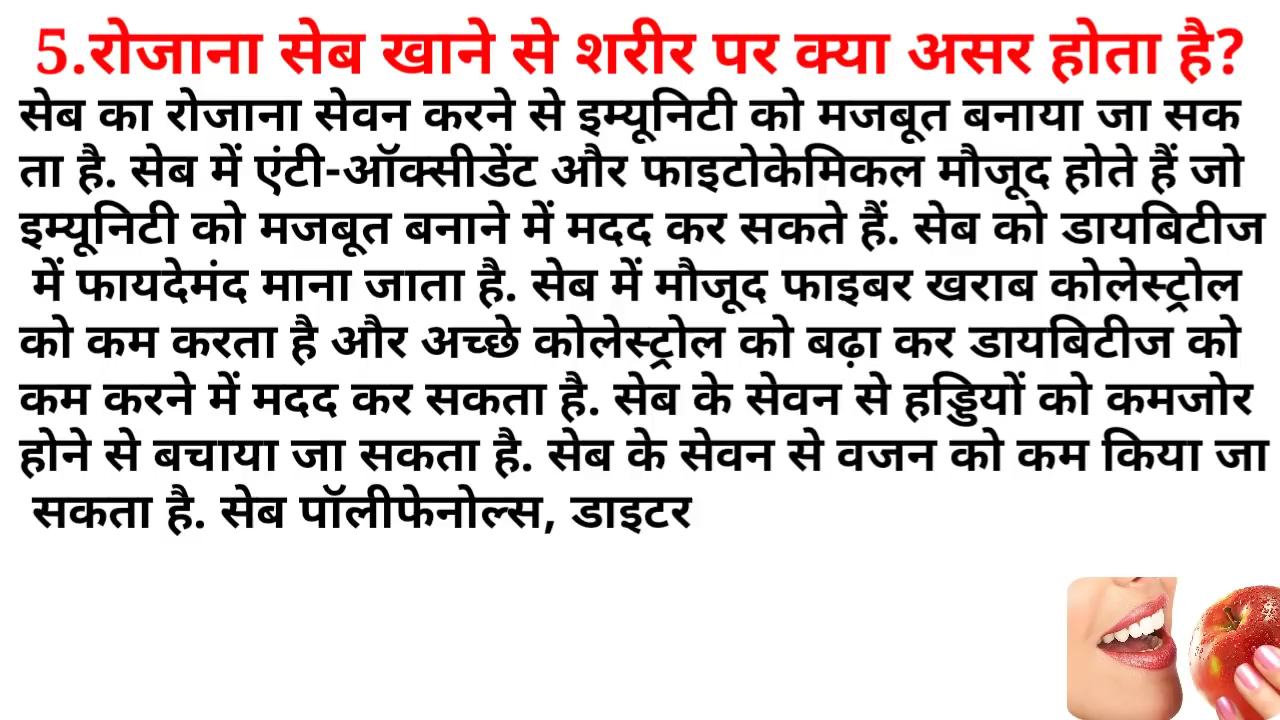 5.रोजाना सेब खाने से शरीर पर क्या असर होता है?
सेब का रोजाना सेवन करने से इम्यूनिटी को मजबूत बनाया जा सक
ता है. सेब में एंटी-ऑक्सीडेंट और फाइटोकेमिकल मौजूद होते हैं जो
इम्यूनिटी को मजबूत बनाने में मदद कर सकते हैं. सेब को डायबिटीज
में फायदेमंद माना जाता है. सेब में मौजूद फाइबर खराब कोलेस्ट्रोल
को कम करता है और अच्छे कोलेस्ट्रोल को बढ़ा कर डायबिटीज को
कम करने में मदद कर सकता है. सेब के सेवन से हड्डियों को कमजोर
होने से बचाया जा सकता है. सेब के सेवन से वजन को कम किया जा
सकता है. सेब पॉलीफेनोल्स, डाइटर